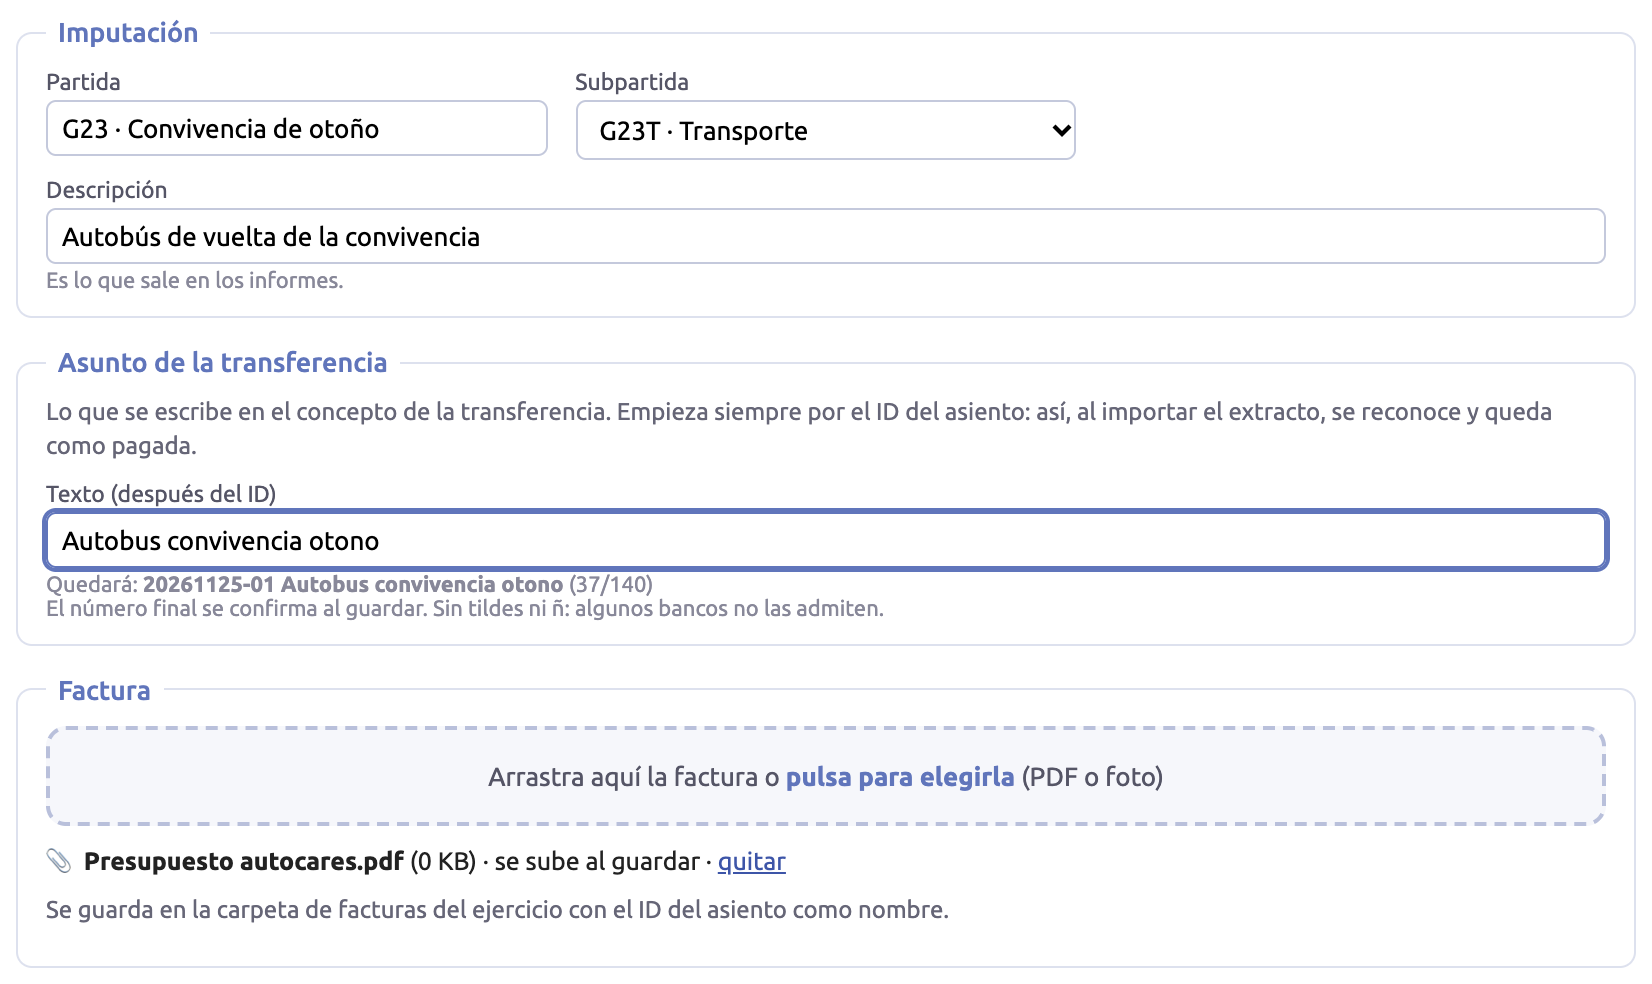 Imputación
Partida
Subpartida
G23 · Convivencia de otoño
G23T · Transporte
Descripción
Autobús de vuelta de la convivencia
Es lo que sale en los informes.
Asunto de la transferencia
Lo que se escribe en el concepto de la transferencia. Empieza siempre por el ID del asiento: así, al importar el extracto, se reconoce y queda
como pagada.
Texto (después del ID)
Autobus convivencia otono
Quedará: 20261125-01 Autobus convivencia otono (37/140)
El número final se confirma al guardar. Sin tildes ni ñ: algunos bancos no las admiten.
Factura
Arrastra aquí la factura o pulsa para elegirla (PDF o foto)
Presupuesto autocares.pdf (0 KB) · se sube al guardar · quitar
Se guarda en la carpeta de facturas del ejercicio con el ID del asiento como nombre.